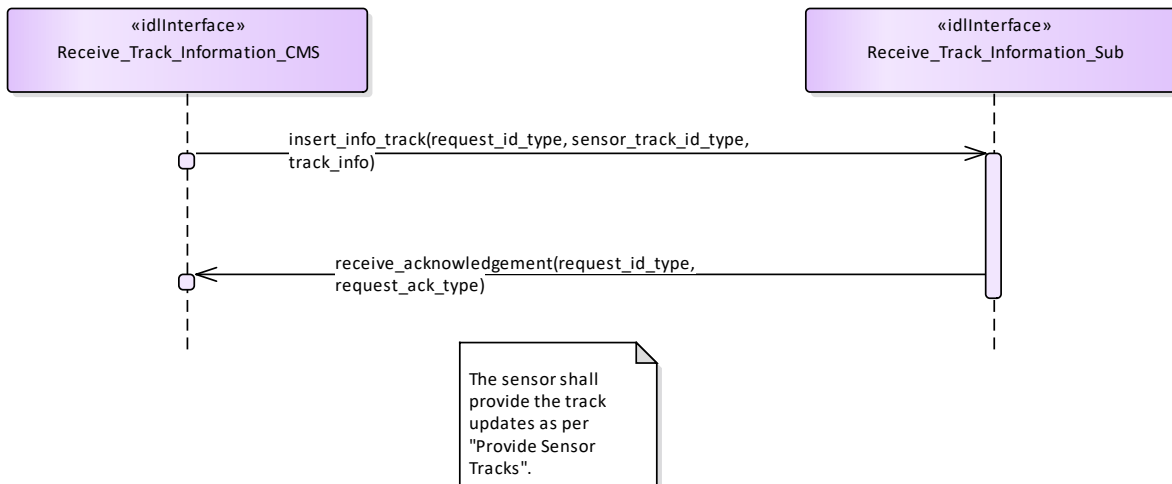 «idlInterface»
Receive_Track_Information_CMS
«idlInterface»
Receive_Track_Information_Sub
insert_info_track(request_id_type, sensor_track_id_type,
track_info)
receive_acknowledgement(request_id_type,
request_ack_type)
The sensor shall
provide the track
updates as per
"Provide Sensor
Tracks".